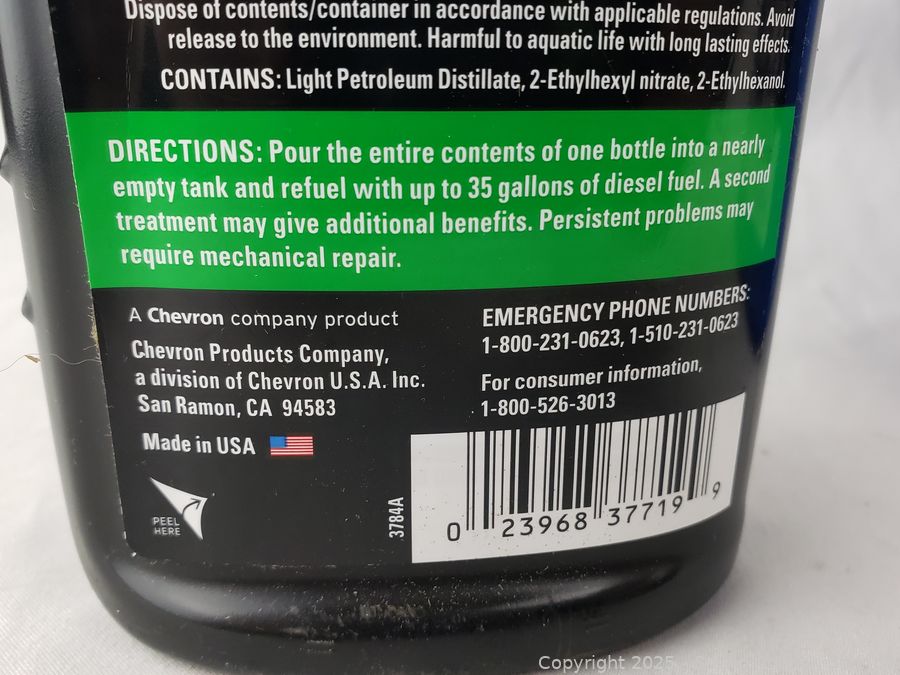 Dispose of contents/container in accordance with applicable regulations. Avoid
release to the environment. Harmful to aquatic life with long lasting effects.
CONTAINS: Light Petroleum Distillate, 2-Ethylhexyl nitrate, 2-Ethylhexanol.
DIRECTIONS: Pour the entire contents of one bottle into a nearly
empty tank and refuel with up to 35 gallons of diesel fuel. A second
treatment may give additional benefits. Persistent problems may
require mechanical repair.
A Chevron company product
Chevron Products Company,
a division of Chevron U.S.A. Inc.
San Ramon, CA 94583
Made in USA
PEEL
HERE
EMERGENCY PHONE NUMBERS:
1-800-231-0623, 1-510-231-0623
For consumer information,
1-800-526-3013
3784A
0 23968 37719 9
Copyright 2025